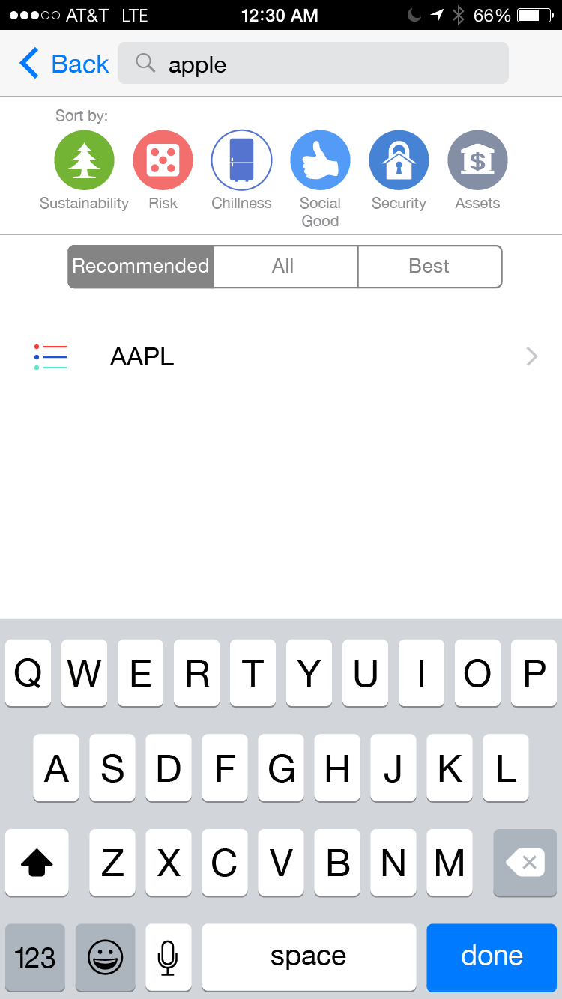 AT&T LTE 12:30 AM 66%
Back apple
Sort by:
Sustainability Risk Chillness Social Good Security Assets
Recommended All Best
AAPL
Q W E R T Y U I O P
A S D F G H J K L
Z X C V B N M
123 space done